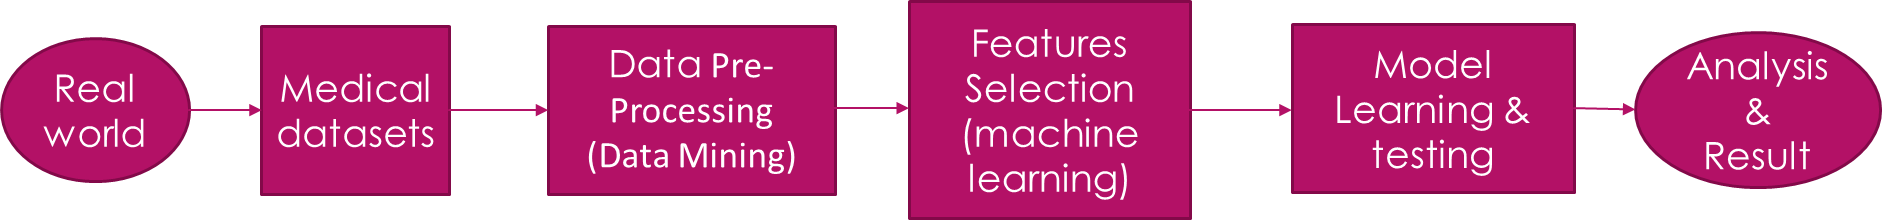 Real
world
Medical
datasets
Data Pre-
Processing
(Data Mining)
Features
Selection
(machine
learning)
Model
Learning &
testing
Analysis
&
Result